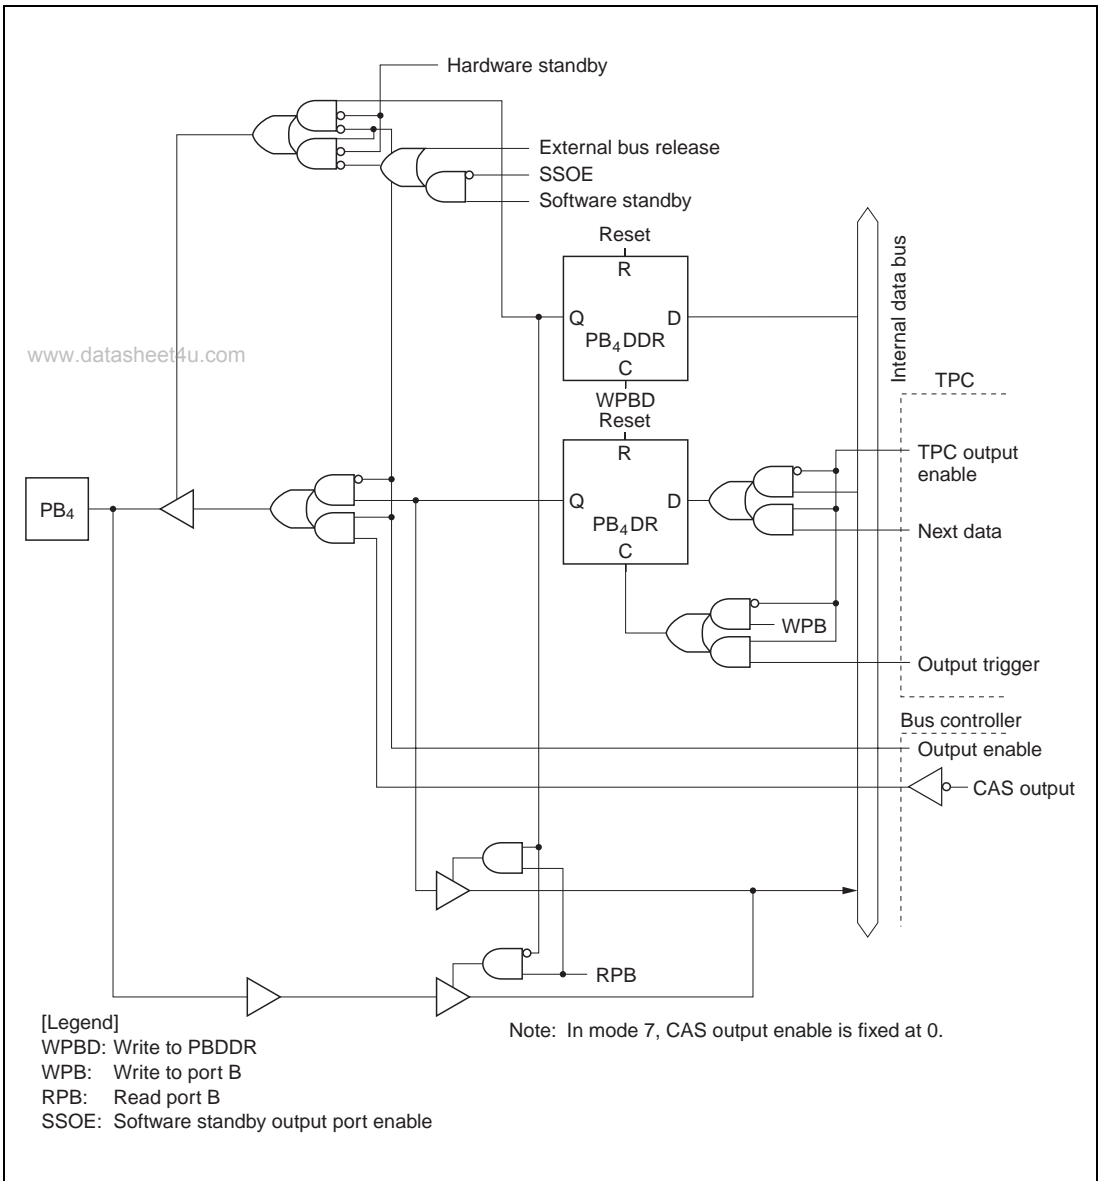 Hardware standby
External bus release
SSOE
Software standby
Reset
R
Q
D
PB4DDR
C
WPBD
Internal data bus
www.datasheet4u.com
TPC
Reset
R
Q
D
PB4DR
C
PB4
TPC output
enable
Next data
WPB
Output trigger
Bus controller
Output enable
CAS output
RPB
[Legend]
WPBD: Write to PBDDR
WPB: Write to port B
RPB: Read port B
SSOE: Software standby output port enable
Note: In mode 7, CAS output enable is fixed at 0.